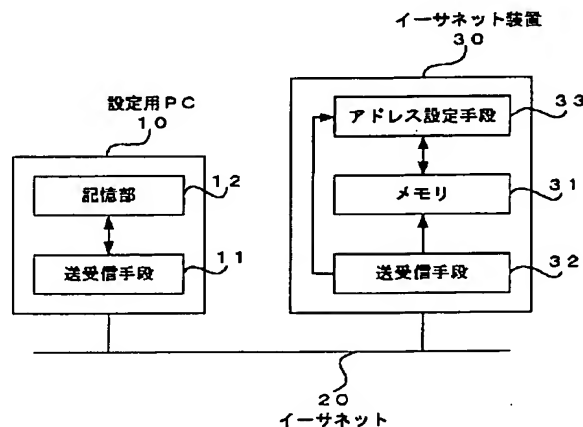 イーサネット装置
30
設定用PC
10
アドレス設定手段
33
記憶部
12
メモリ
31
送受信手段
11
送受信手段
32
20
イーサネット